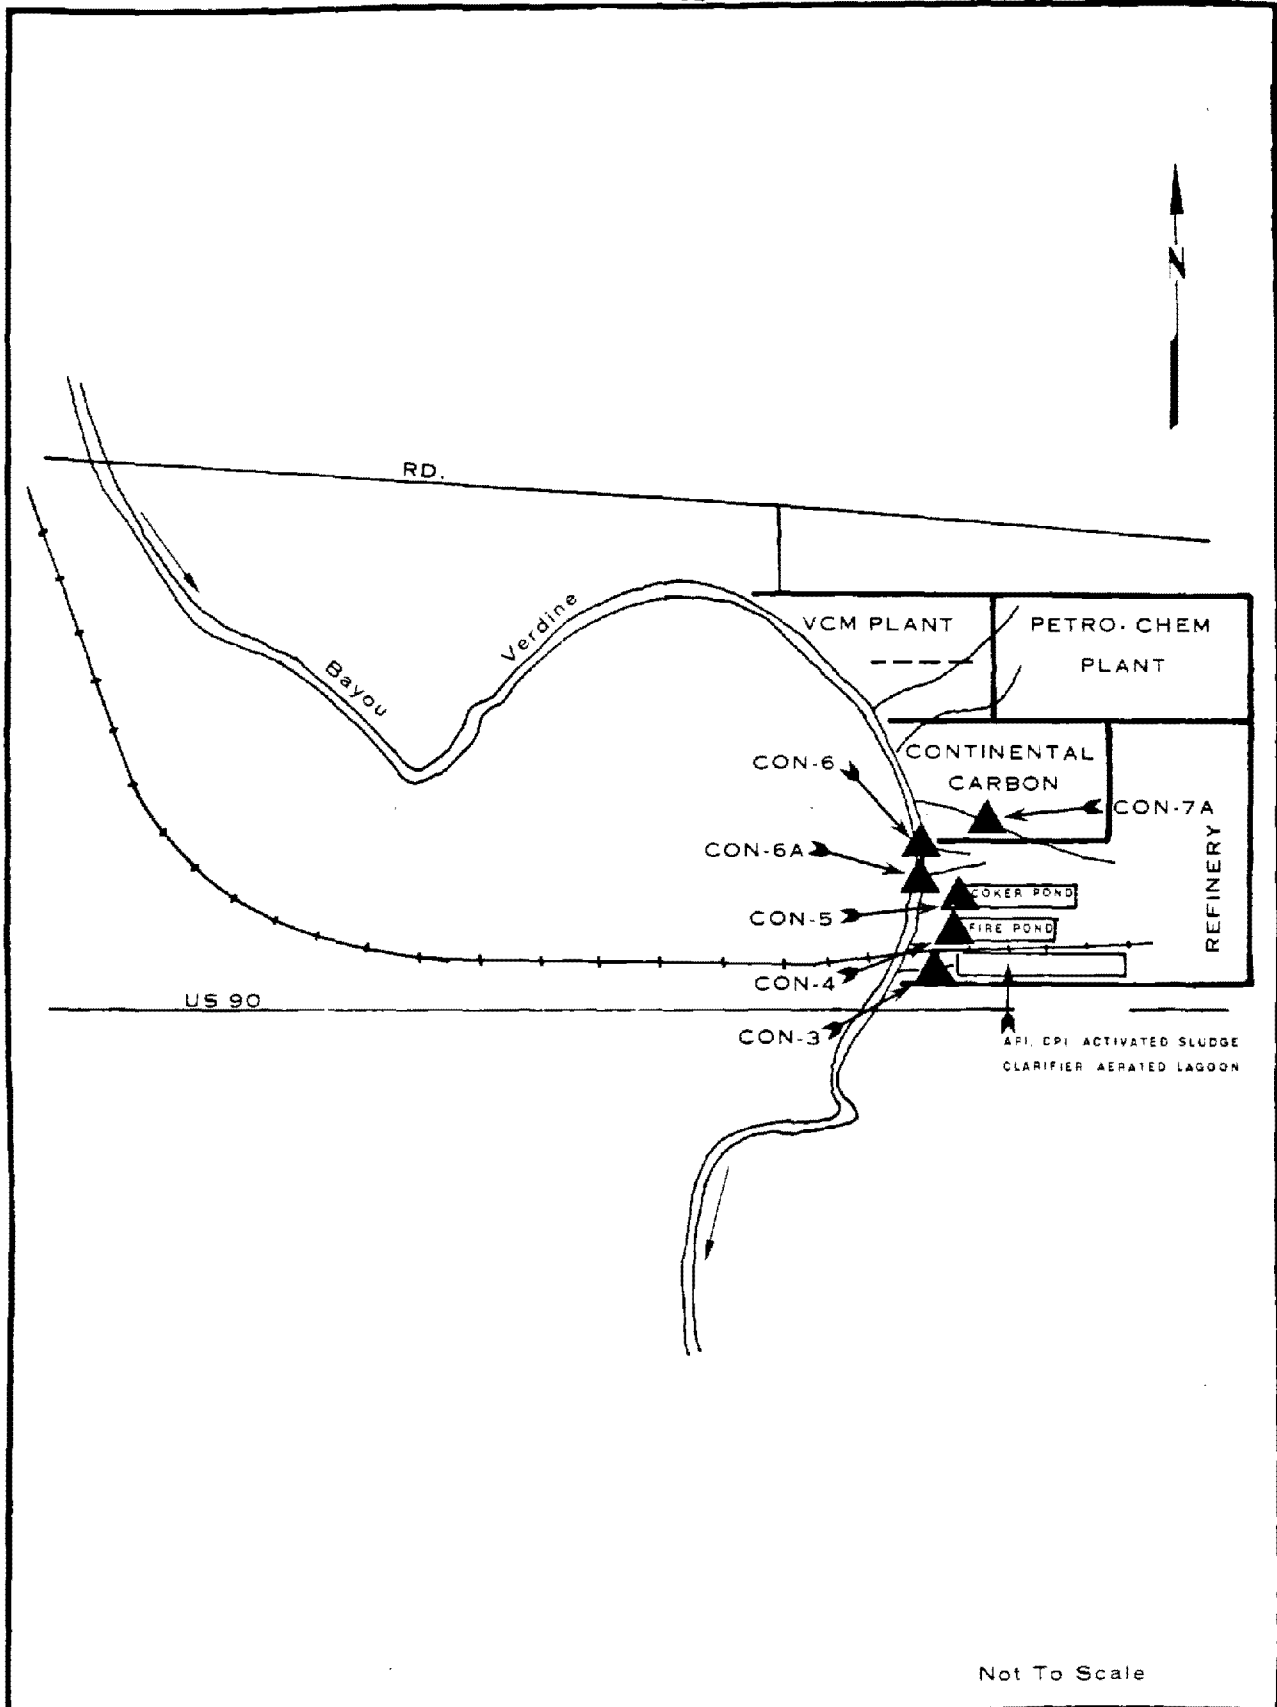 N
RD.
Bayou Verdine
VCM PLANT
PETRO-CHEM
PLANT
CONTINENTAL
CARBON
CON-6
CON-7A
CON-6A
REFINERY
COKER POND
CON-5
FIRE POND
CON-4
US 90
CON-3
API, CPI ACTIVATED SLUDGE
CLARIFIER AERATED LAGOON
Not To Scale